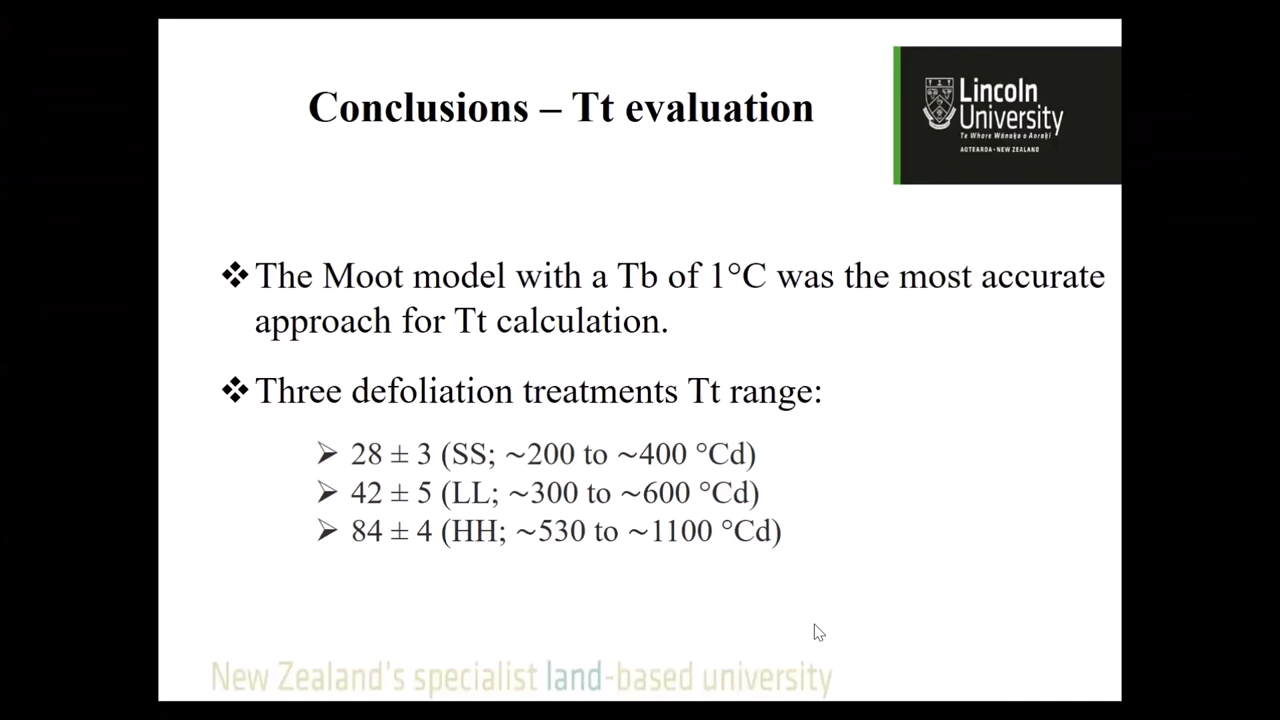 Conclusions – Tt evaluation
Lincoln
University
Te Whare Wānaka o Aoraki
AOTEAROA • NEW ZEALAND
❖ The Moot model with a Tb of 1°C was the most accurate
approach for Tt calculation.
❖ Three defoliation treatments Tt range:
➢ 28 ± 3 (SS; ~200 to ~400 °Cd)
➢ 42 ± 5 (LL; ~300 to ~600 °Cd)
➢ 84 ± 4 (HH; ~530 to ~1100 °Cd)
New Zealand's specialist land-based university